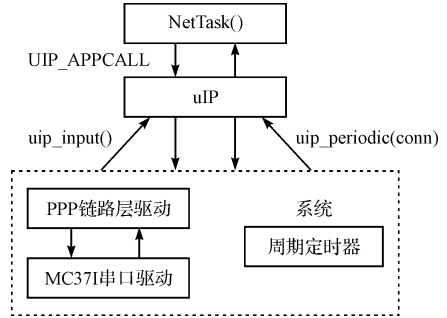 NetTask()
UIP_APPCALL
uIP
uip_input()
uip_periodic(conn)
PPP链路层驱动
系统
周期定时器
MC37I串口驱动